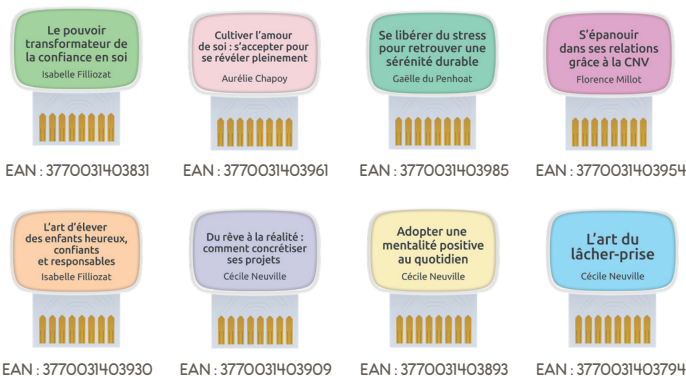 Le pouvoir
transformateur de
la confiance en soi
Isabelle Filliozat
EAN : 3770031403831
Cultiver l'amour
de soi : s'accepter pour
se révéler pleinement
Aurélie Chapoy
EAN : 3770031403961
Se libérer du stress
pour retrouver une
sérénité durable
Gaëlle du Penhoat
EAN : 3770031403985
S'épanouir
dans ses relations
grâce à la CNV
Florence Millot
EAN : 3770031403954
L'art d'élever
des enfants heureux,
confiants
et responsables
Isabelle Filliozat
EAN : 3770031403930
Du rêve à la réalité :
comment concrétiser
ses projets
Cécile Neuville
EAN : 3770031403909
Adopter une
mentalité positive
au quotidien
Cécile Neuville
EAN : 3770031403893
L'art du
lâcher-prise
Cécile Neuville
EAN : 3770031403794